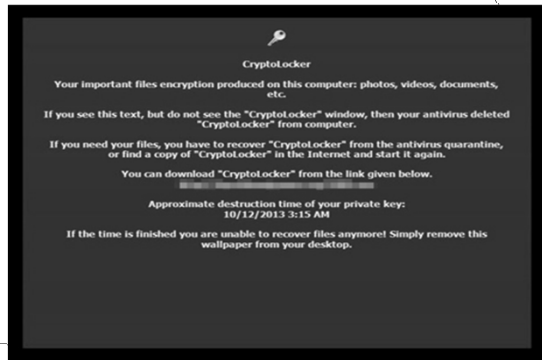 CryptoLocker
Your important files encryption produced on this computer: photos, videos, documents,
etc.
If you see this text, but do not see the "CryptoLocker" window, then your antivirus deleted
"CryptoLocker" from computer.
If you need your files, you have to recover "CryptoLocker" from the antivirus quarantine,
or find a copy of "CryptoLocker" in the Internet and start it again.
You can download "CryptoLocker" from the link given below.
Approximate destruction time of your private key:
10/12/2013 3:15 AM
If the time is finished you are unable to recover files anymore! Simply remove this
wallpaper from your desktop.